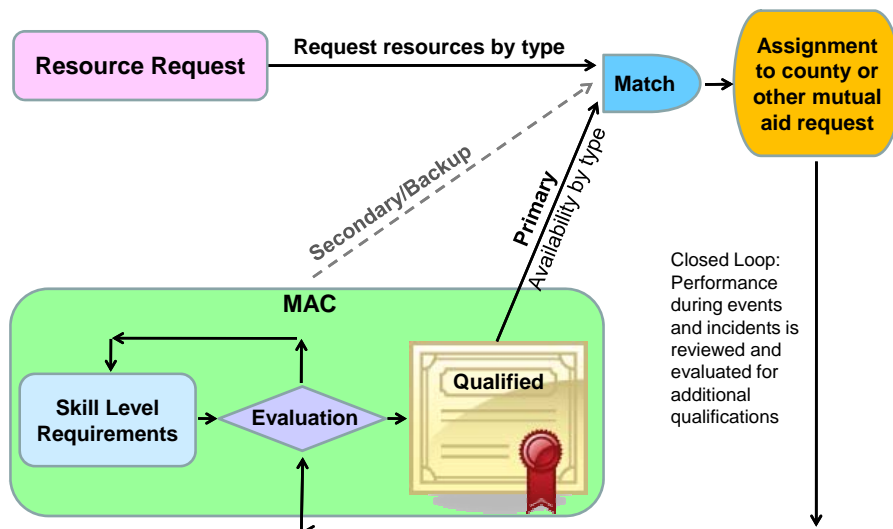 Resource Request
Request resources by type
Match
Assignment
to county or
other mutual
aid request
Secondary/Backup
Primary
Availability by type
Closed Loop:
Performance
during events
and incidents is
reviewed and
evaluated for
additional
qualifications
MAC
Skill Level
Requirements
Evaluation
Qualified